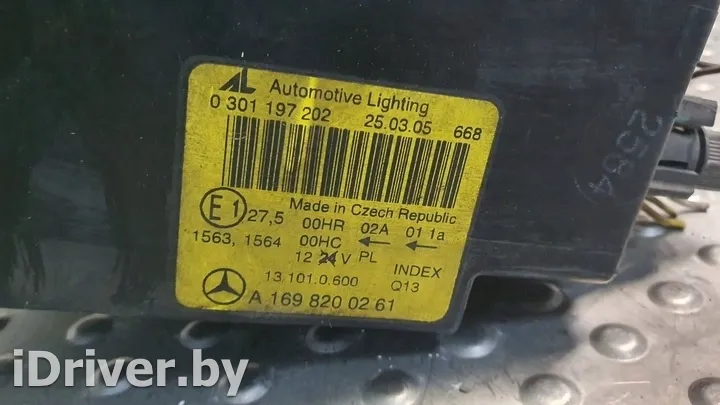 AL Automotive Lighting
0 301 197 202 25.03.05 668
Made in Czech Republic
E1 27,5 00HR 02A 01 1a
1563, 1564 00HC ← ←
12 24 V PL INDEX
13.101.0.600 Q13
A 169 820 02 61
2584)
iDriver.by